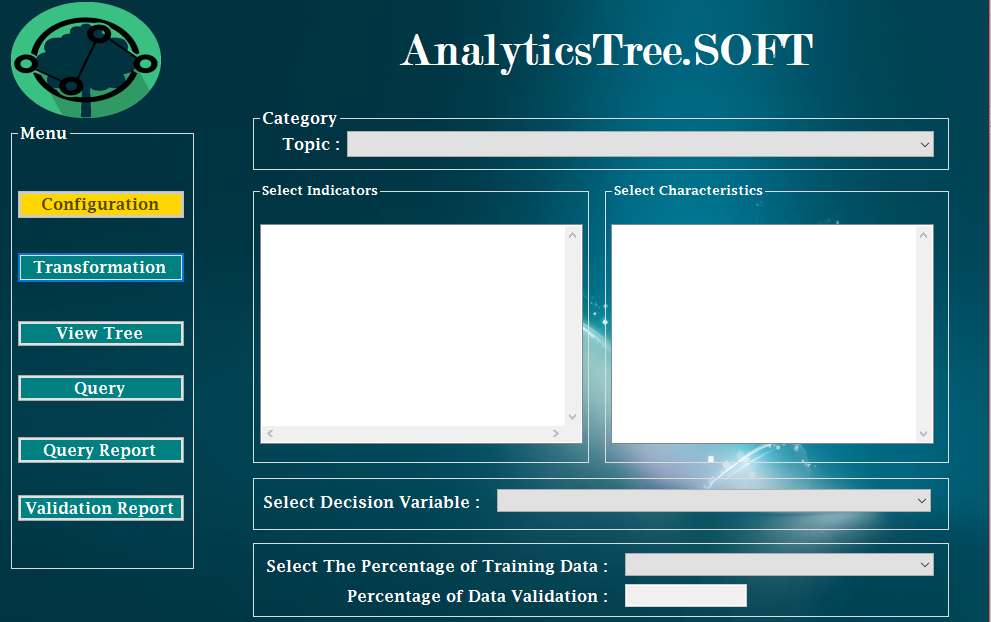 AnalyticsTree.SOFT
Menu
Configuration
Transformation
View Tree
Query
Query Report
Validation Report
Category
Topic :
Select Indicators
Select Characteristics
Select Decision Variable :
Select The Percentage of Training Data :
Percentage of Data Validation :